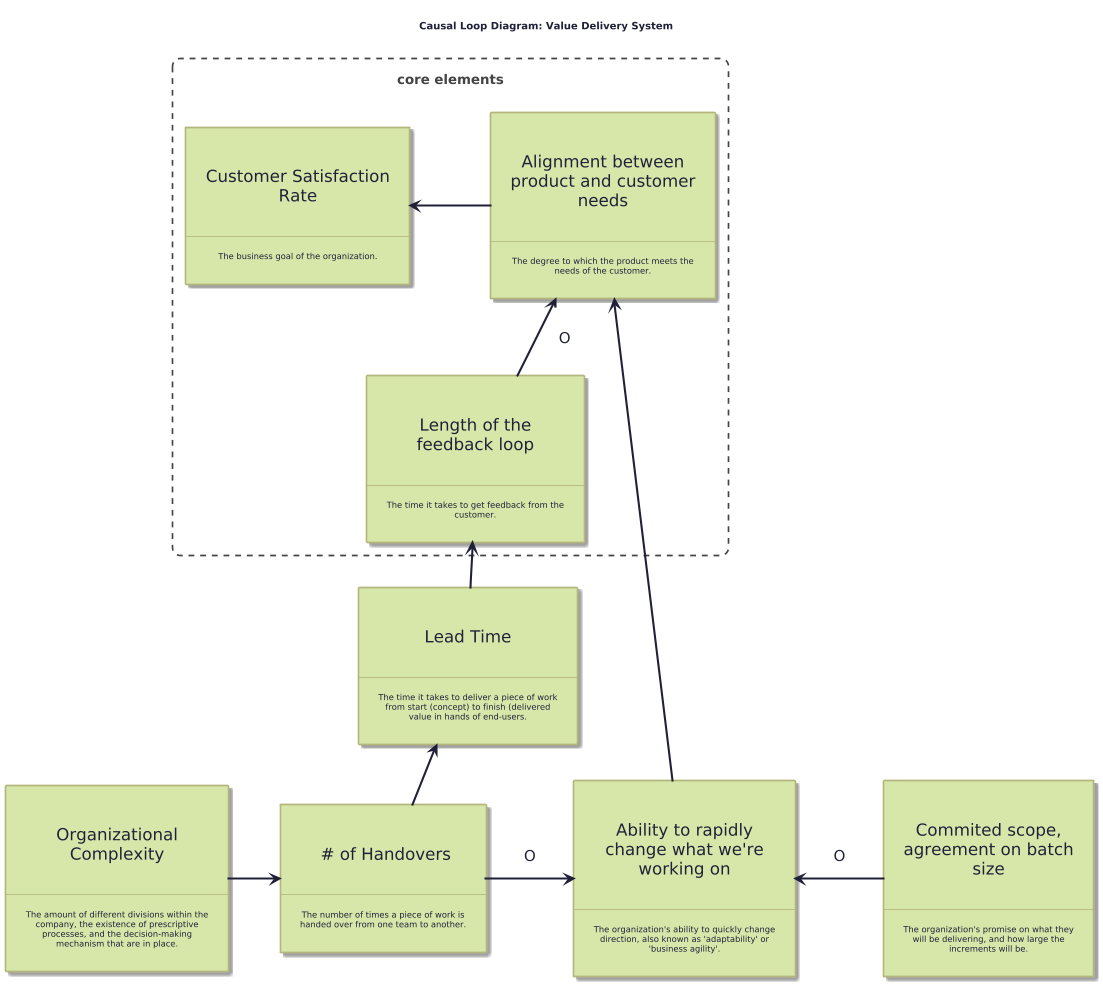 Causal Loop Diagram: Value Delivery System
core elements
Customer Satisfaction
Rate
The business goal of the organization.
Alignment between
product and customer
needs
The degree to which the product meets the
needs of the customer.
O
Length of the
feedback loop
The time it takes to get feedback from the
customer.
Lead Time
The time it takes to deliver a piece of work
from start (concept) to finish (delivered
value in hands of end-users.
Organizational
Complexity
The amount of different divisions within the
company, the existence of prescriptive
processes, and the decision-making
mechanism that are in place.
# of Handovers
The number of times a piece of work is
handed over from one team to another.
O
Ability to rapidly
change what we're
working on
The organization's ability to quickly change
direction, also known as 'adaptability' or
'business agility'.
O
Commited scope,
agreement on batch
size
The organization's promise on what they
will be delivering, and how large the
increments will be.